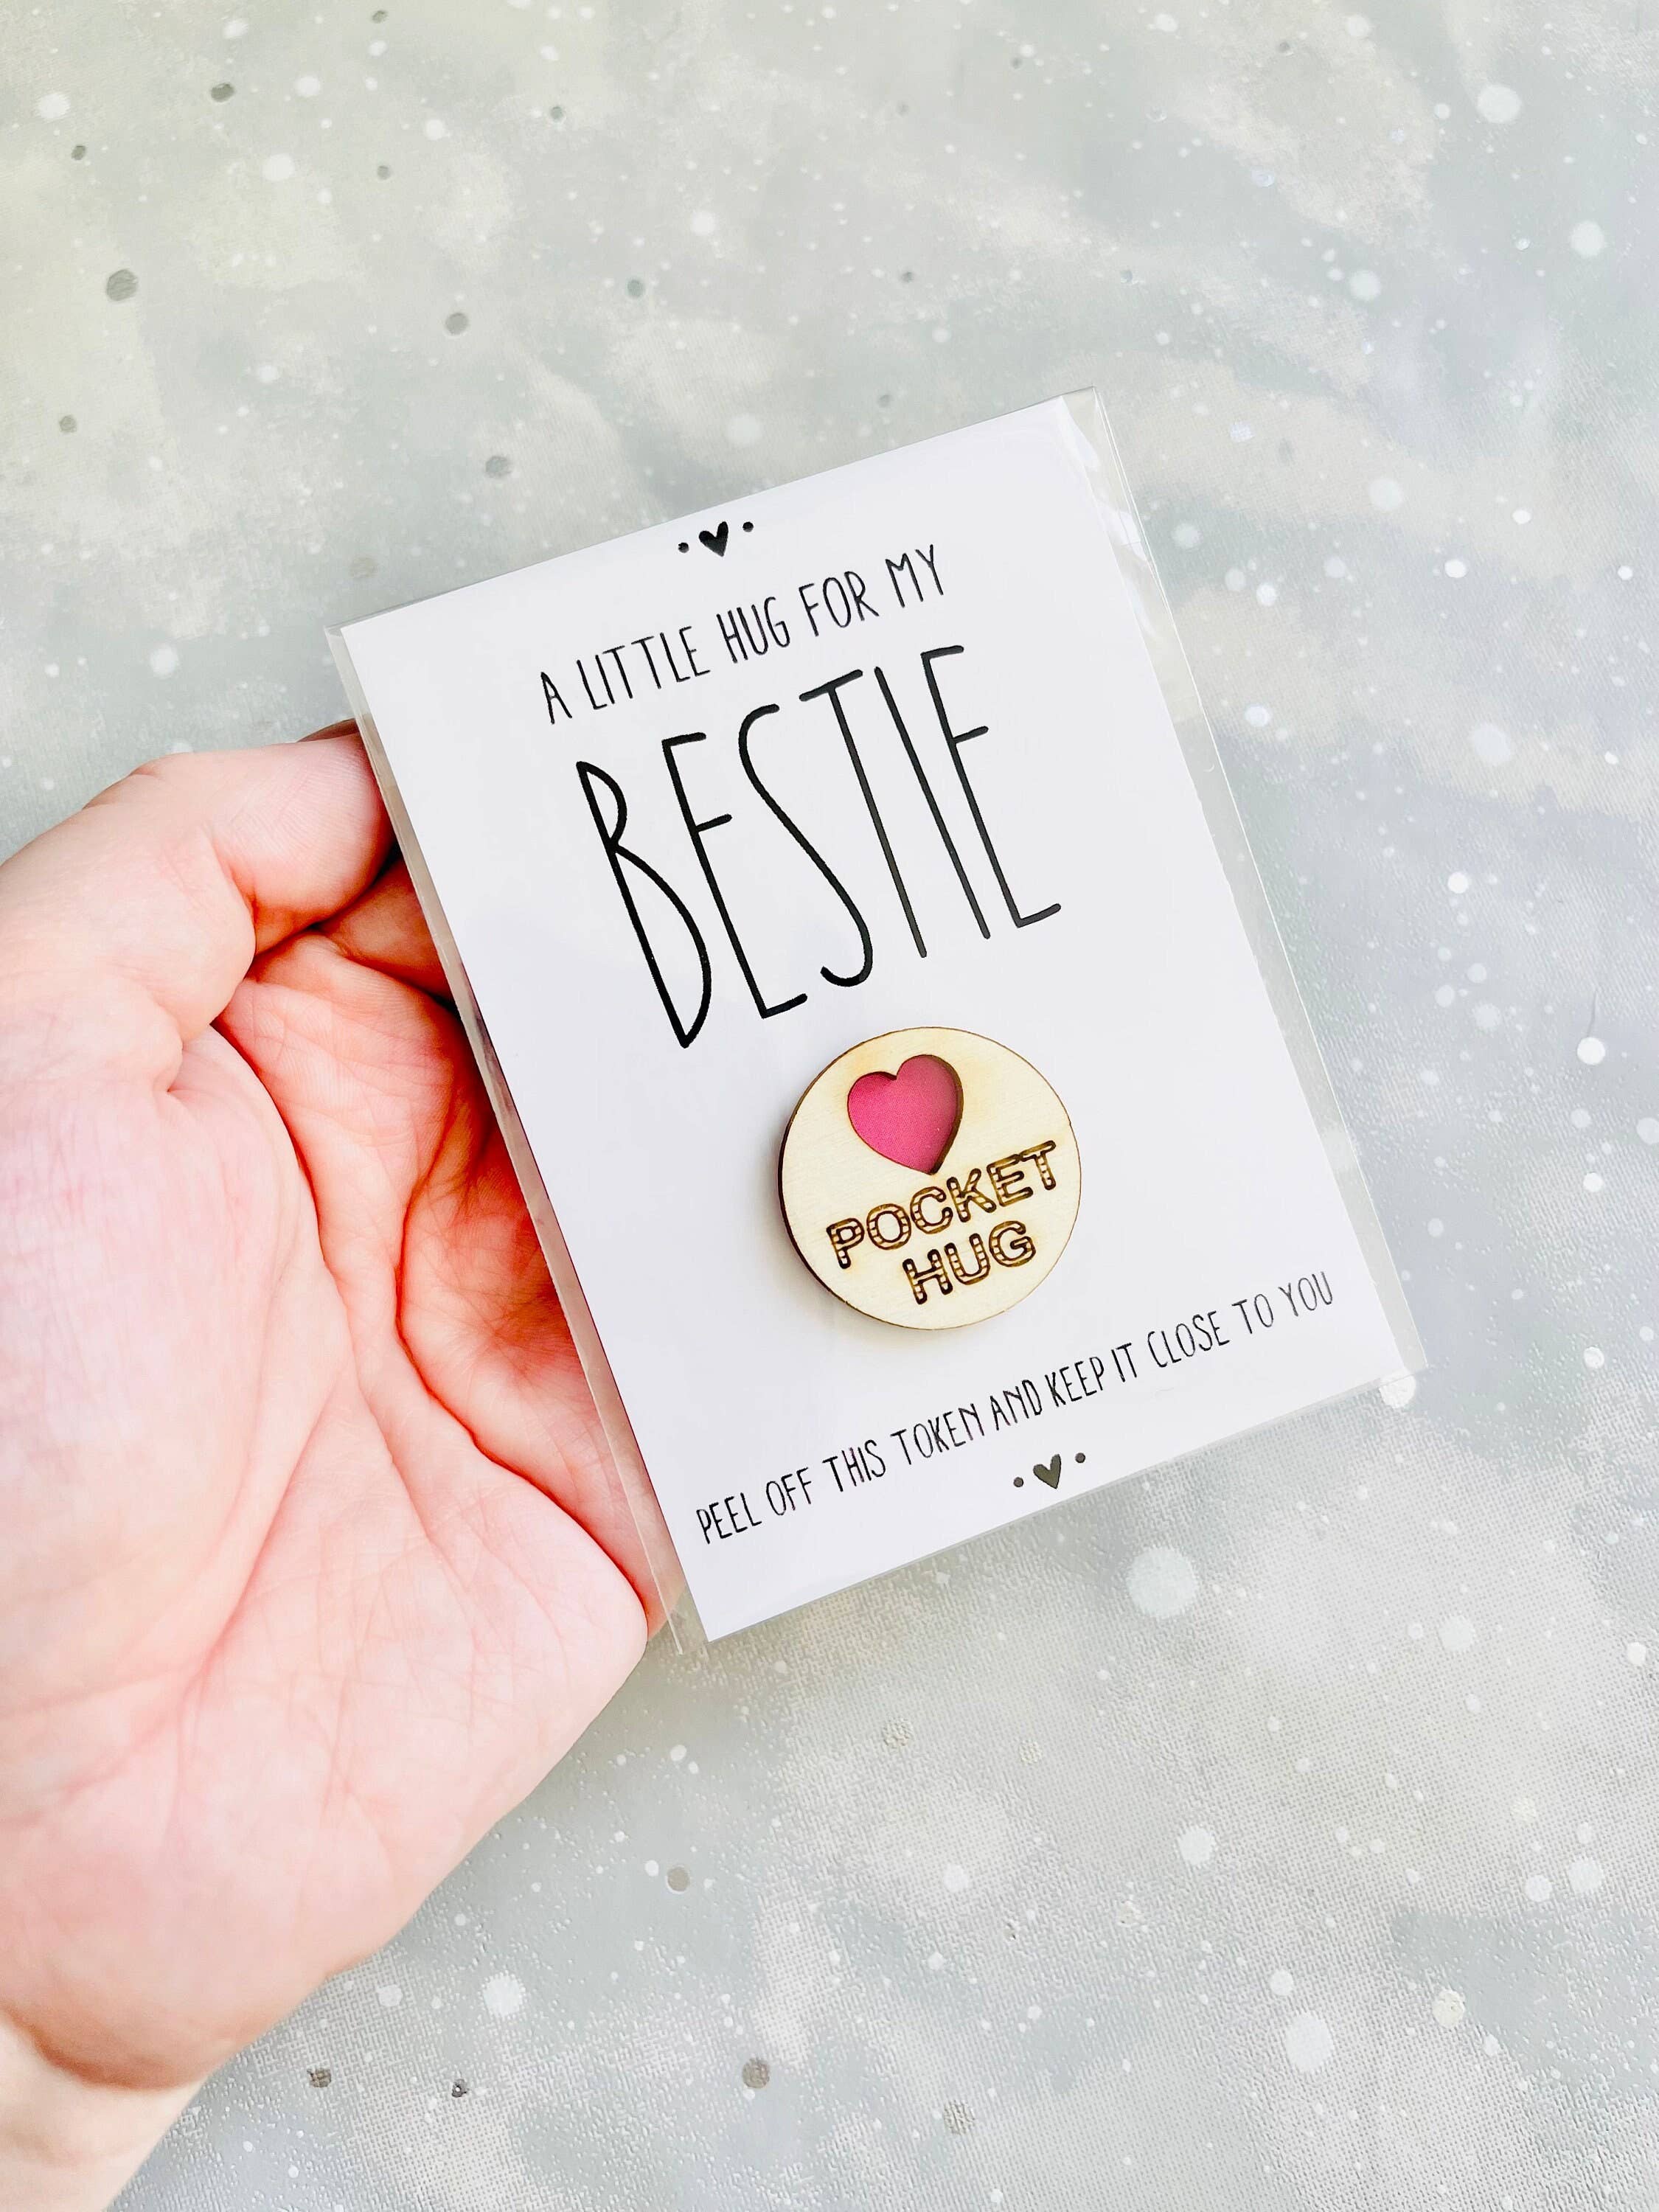 A LITTLE HUG FOR MY
BESTIE
POCKET
HUG
PEEL OFF THIS TOKEN AND KEEP IT CLOSE TO YOU